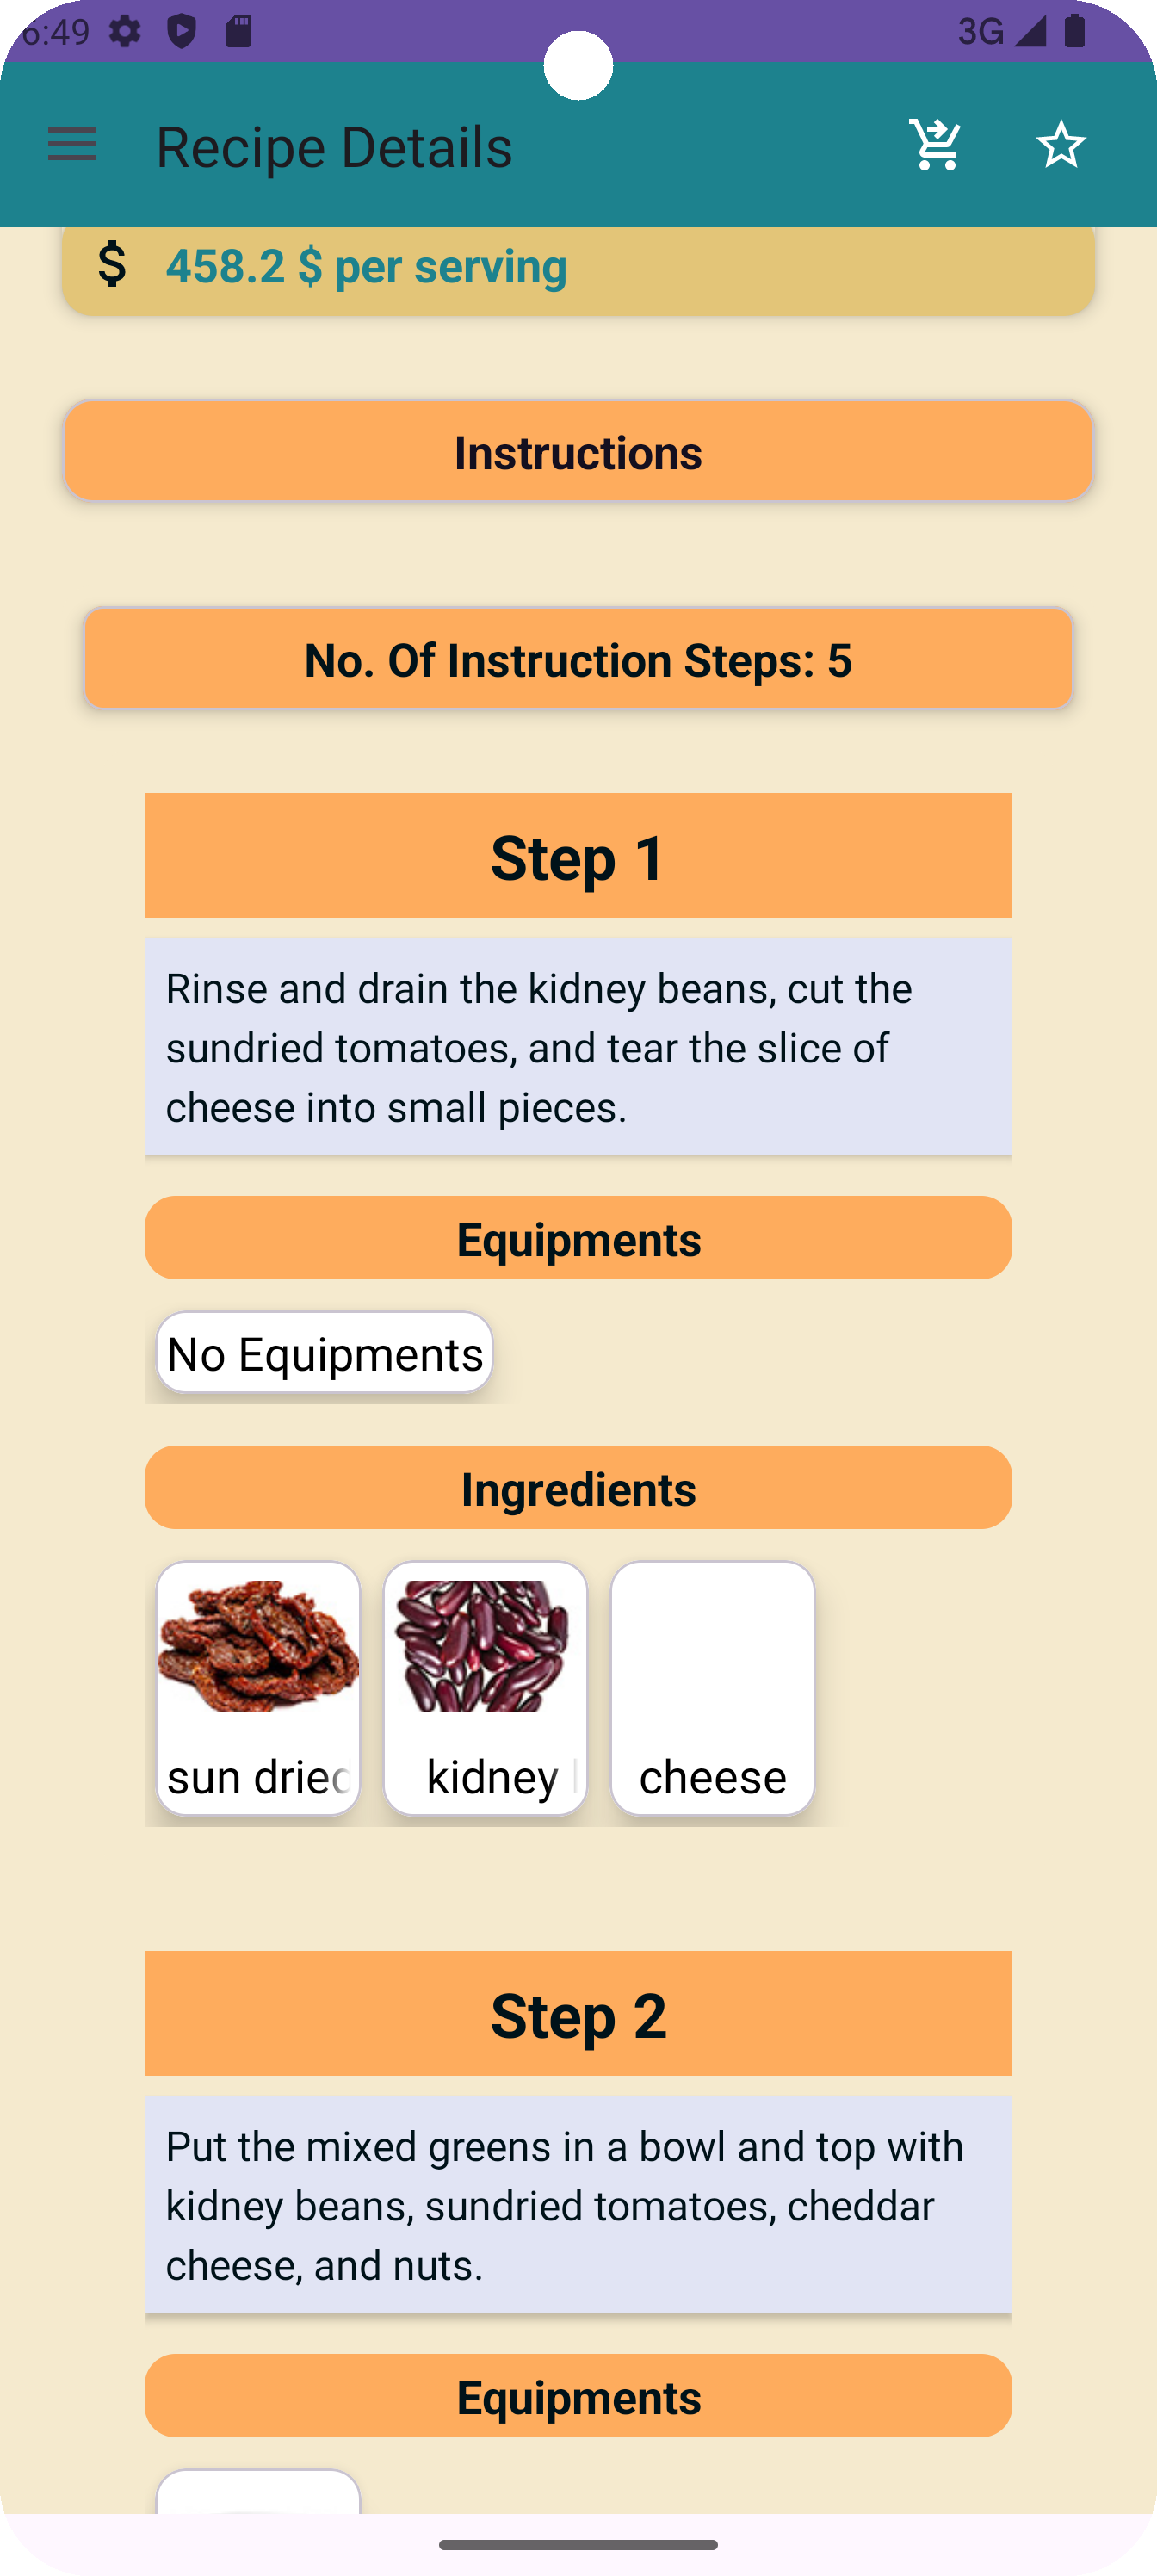 6:49
3G
Recipe Details
$ 458.2 $ per serving
Instructions
No. Of Instruction Steps: 5
Step 1
Rinse and drain the kidney beans, cut the
sundried tomatoes, and tear the slice of
cheese into small pieces.
Equipments
No Equipments
Ingredients
sun dried
kidney
cheese
Step 2
Put the mixed greens in a bowl and top with
kidney beans, sundried tomatoes, cheddar
cheese, and nuts.
Equipments